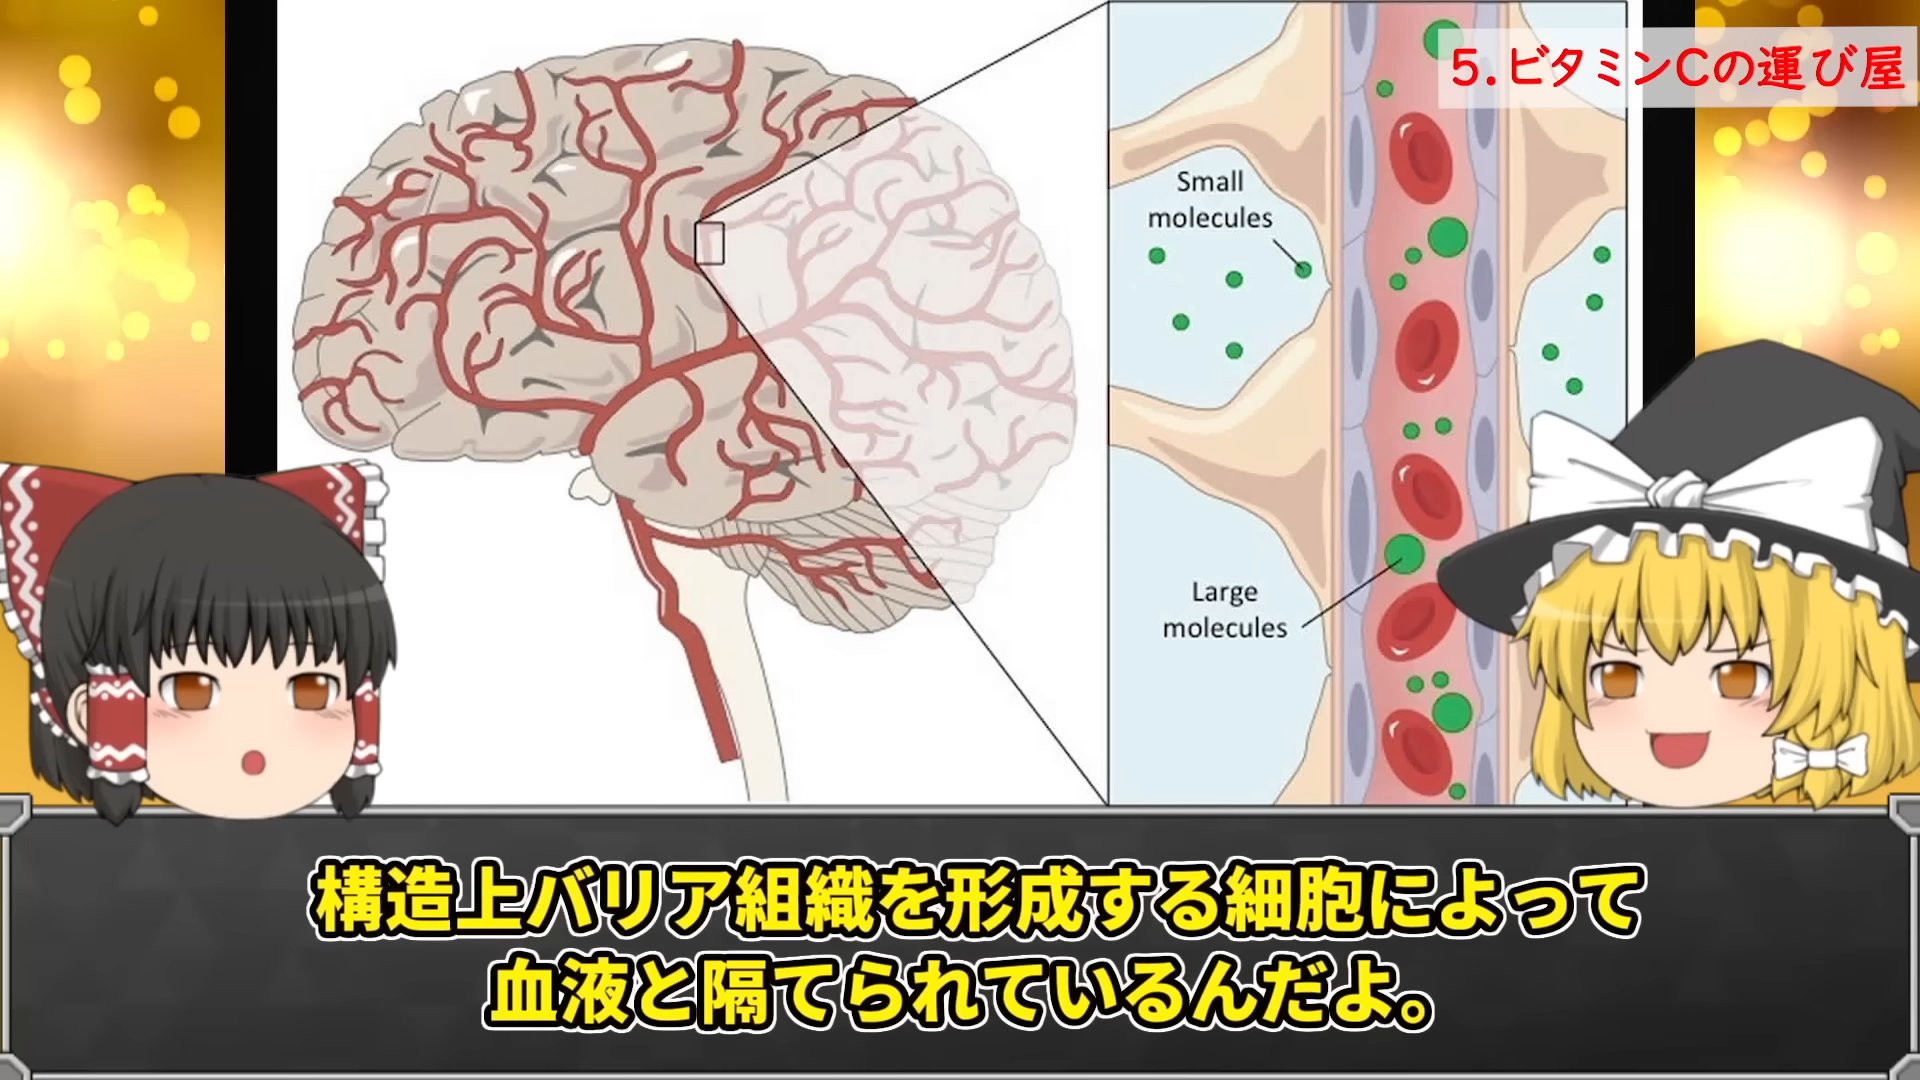 5.ビタミンCの運び屋
Small
molecules
Large
molecules
構造上バリア組織を形成する細胞によって
血液と隔てられているんだよ。